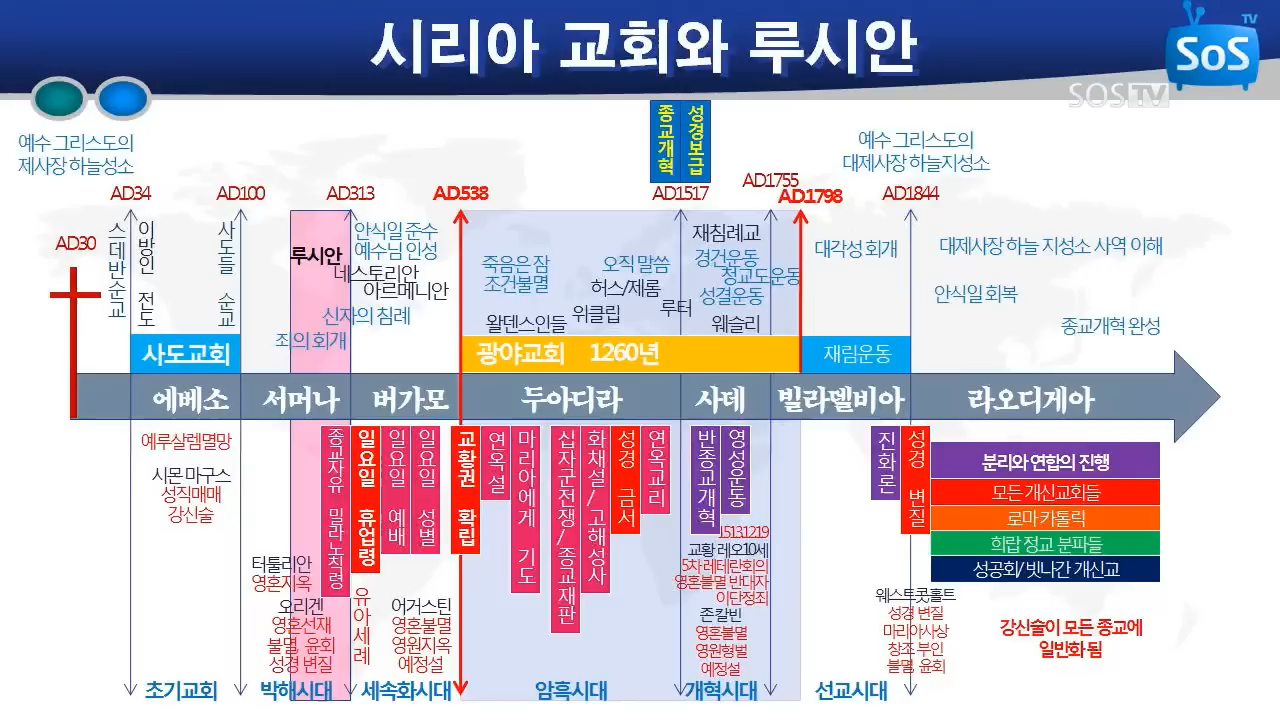 시리아 교회와 루시안
TV
SoS
SOSTV
종교개혁
성경보급
예수 그리스도의
제사장 하늘성소
예수 그리스도의
대제사장 하늘지성소
AD30
AD34
AD100
AD313
AD538
AD1517
AD1755
AD1798
AD1844
스데반순교
이방인 전도
사도들 순교
루시안
안식일 준수
예수님 인성
네스토리안
아르메니안
신자의 침례
죄의 회개
죽음은 잠
조건불멸
왈덴스인들
오직 말씀
허스/제롬
위클립
루터
재침례교
경건운동
청교도운동
성결운동
웨슬리
대각성 회개
대제사장 하늘 지성소 사역 이해
안식일 회복
종교개혁 완성
사도교회
광야교회 1260년
재림운동
에베소
서머나
버가모
두아디라
사데
빌라델비아
라오디게아
예루살렘멸망
시몬 마구스
성직매매
강신술
터툴리안
영혼지옥
오리겐
영혼선재
불멸 윤회
성경 변질
종교자유 밀라노칙령
일요일 휴업령
유아세례
일요일 예배
일요일 성별
어거스틴
영혼불멸
영원지옥
예정설
교황권 확립
연옥설
마리아에게 기도
십자군전쟁/종교재판
화채설/고해성사
성경 금서
연옥교리
반종교개혁
영성운동
15131219
교황 레오10세
5차 레테란회의
영혼불멸 반대자
이단정죄
존칼빈
영혼불멸
영원형벌
예정설
진화론
성경 변질
웨스트콧홀트
성경 변질
마리아사상
창조 부인
불멸 윤회
분리와 연합의 진행
모든 개신교회들
로마 카톨릭
희랍 정교 분파들
성공회/ 빗나간 개신교
강신술이 모든 종교에
일반화 됨
초기교회
박해시대
세속화시대
암흑시대
개혁시대
선교시대